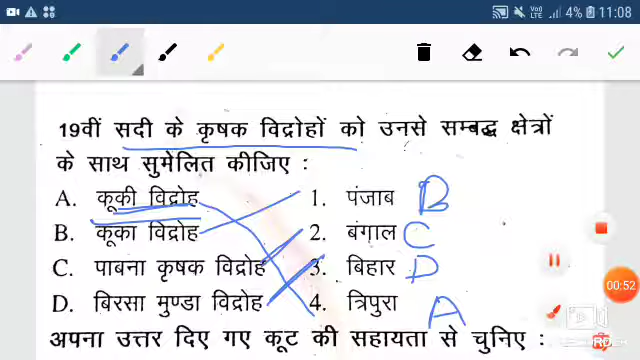 4% 11:08
19वीं सदी के कृषक विद्रोहों को उनसे सम्बद्ध क्षेत्रों
के साथ सुमेलित कीजिए :
A. कूकी विद्रोह 1. पंजाब B
B. कूका विद्रोह 2. बंगाल C
C. पाबना कृषक विद्रोह 3. बिहार D
00:52
D. बिरसा मुण्डा विद्रोह 4. त्रिपुरा A
अपना उत्तर दिए गए कूट की सहायता से चुनिए :